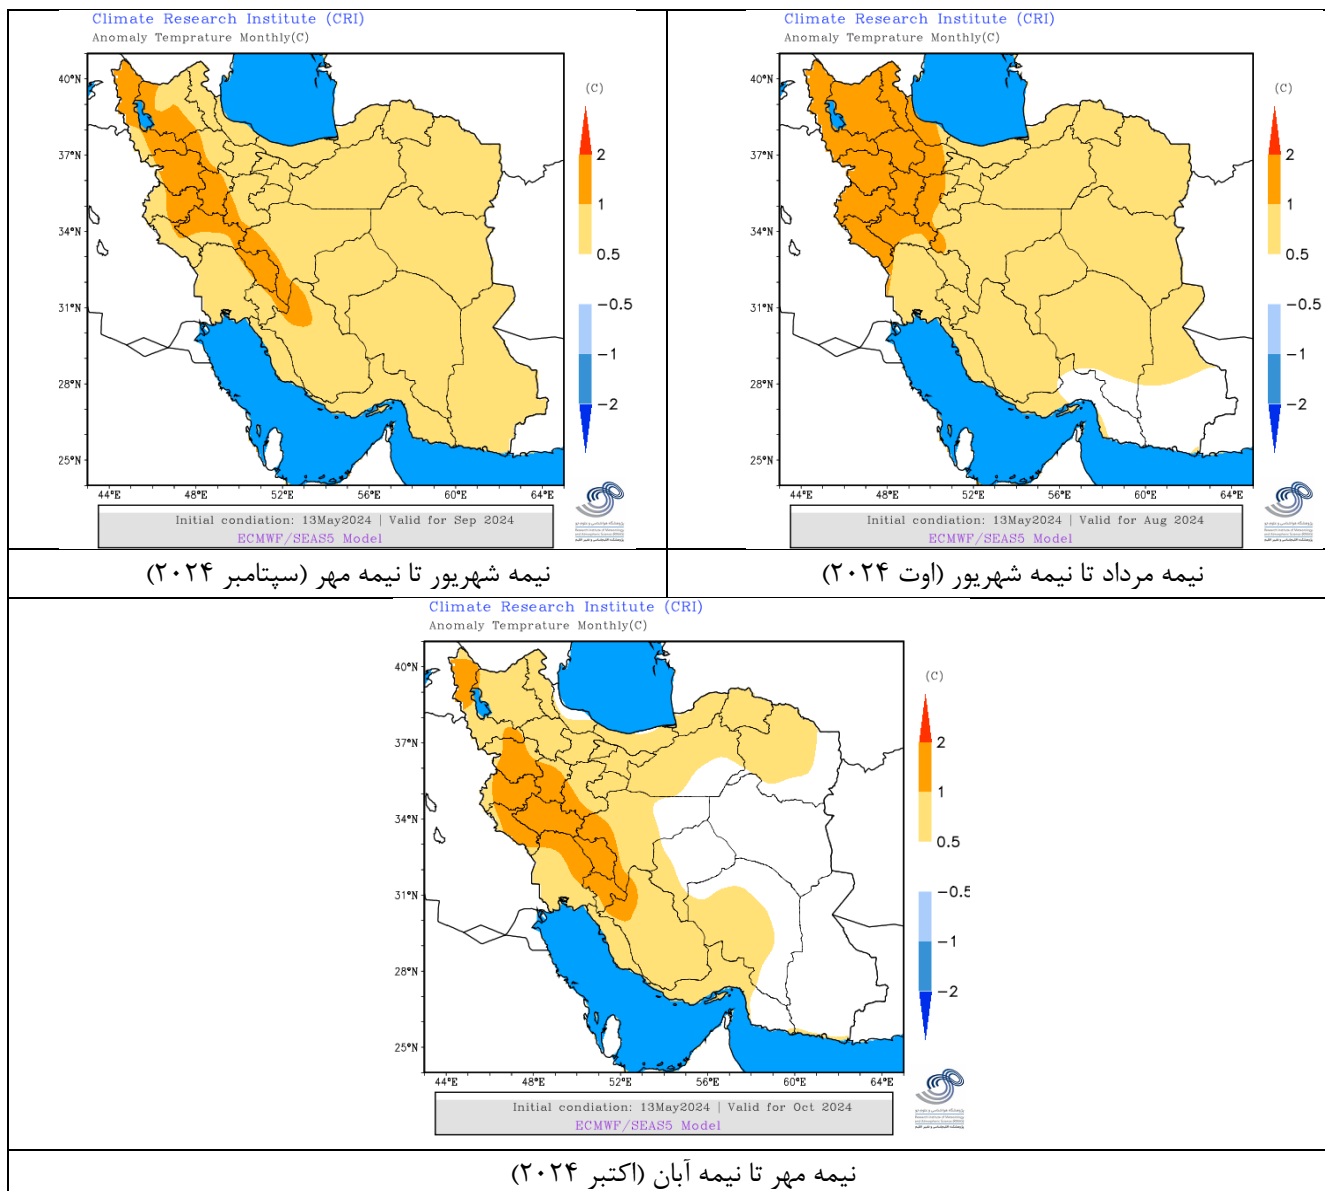 Climate Research Institute (CRI)
Anomaly Temprature Monthly(C)
40°N
37°N
34°N
31°N
28°N
25°N
44°E
48°E
52°E
56°E
60°E
64°E
(C)
2
1
0.5
−0.5
−1
−2
Initial condiation: 13May2024 | Valid for Sep 2024
ECMWF/SEAS5 Model
نیمه شهریور تا نیمه مهر (سپتامبر ۲۰۲۴)
Climate Research Institute (CRI)
Anomaly Temprature Monthly(C)
40°N
37°N
34°N
31°N
28°N
25°N
44°E
48°E
52°E
56°E
60°E
64°E
(C)
2
1
0.5
−0.5
−1
−2
Initial condiation: 13May2024 | Valid for Aug 2024
ECMWF/SEAS5 Model
نیمه مرداد تا نیمه شهریور (اوت ۲۰۲۴)
Climate Research Institute (CRI)
Anomaly Temprature Monthly(C)
40°N
37°N
34°N
31°N
28°N
25°N
44°E
48°E
52°E
56°E
60°E
64°E
(C)
2
1
0.5
−0.5
−1
−2
Initial condiation: 13May2024 | Valid for Oct 2024
ECMWF/SEAS5 Model
نیمه مهر تا نیمه آبان (اکتبر ۲۰۲۴)